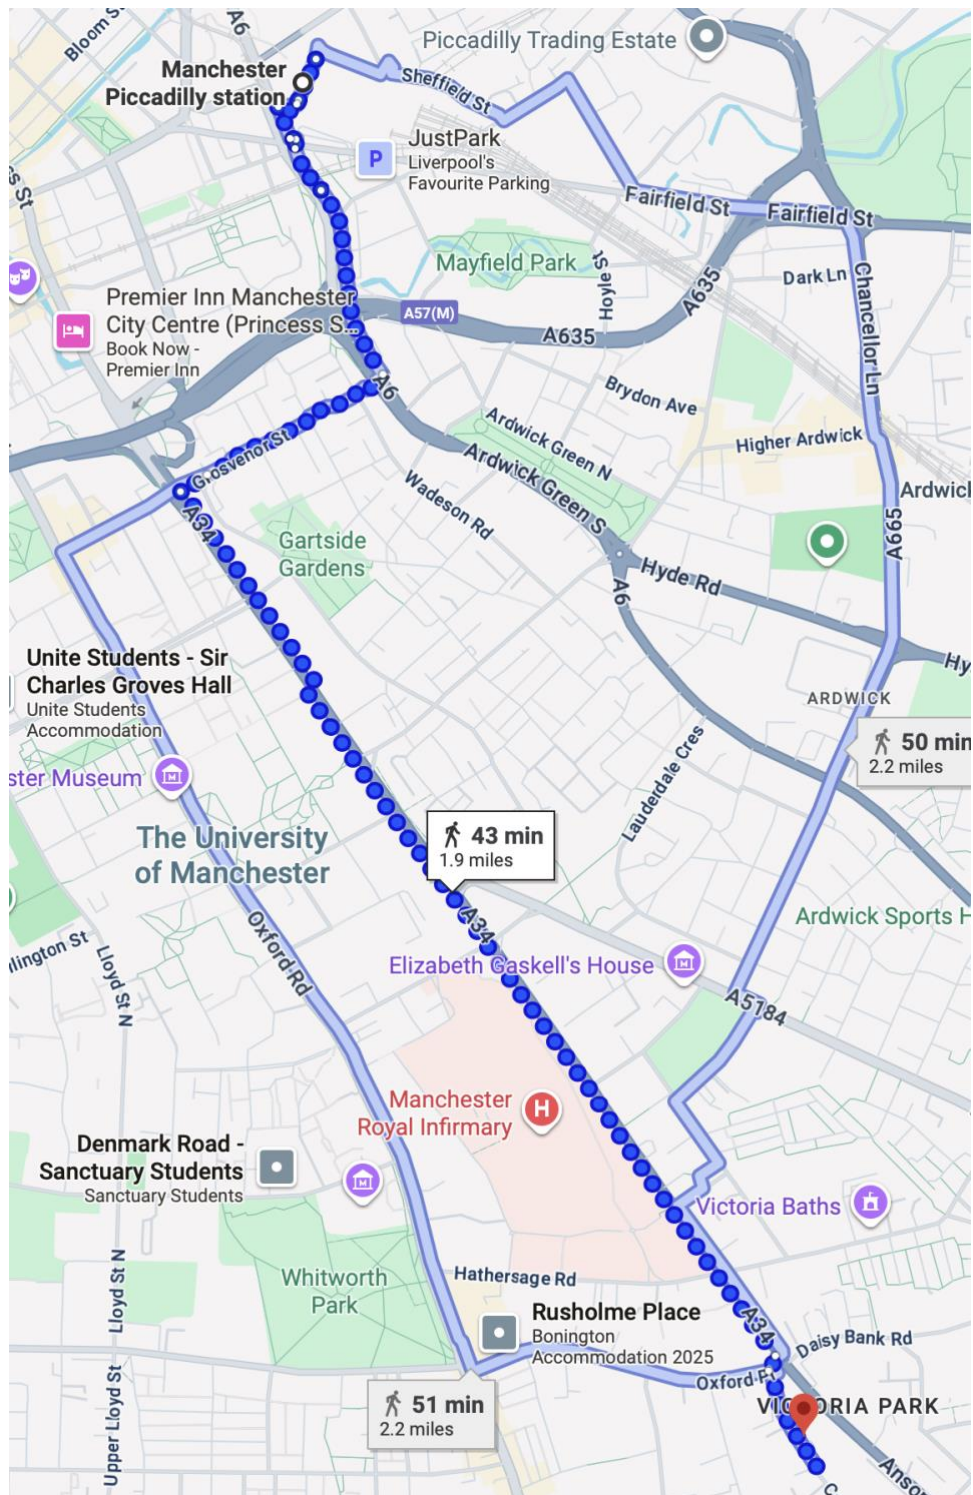 Bloom St
A6
Piccadilly Trading Estate
Manchester
Piccadilly station
Sheffield St
P
JustPark
Liverpool's
Favourite Parking
Fairfield St
Fairfield St
Mayfield Park
Hoyle St
A635
Dark Ln
Chancellor Ln
Premier Inn Manchester
City Centre (Princess S...
Book Now -
Premier Inn
A57(M)
A635
A6
Brydon Ave
Ardwick Green N
Higher Ardwick
Grosvenor St
Ardwick Green S
Wadeson Rd
Ardwick
A34
A665
Gartside
Gardens
Hyde Rd
A6
Hy
Unite Students - Sir
Charles Groves Hall
Unite Students
Accommodation
ARDWICK
50 min
2.2 miles
ster Museum
Lauderdale Cres
The University
of Manchester
43 min
1.9 miles
A34
Ardwick Sports H
Oxford Rd
llington St
Lloyd St N
Elizabeth Gaskell's House
A5184
Manchester
Royal Infirmary
H
Denmark Road -
Sanctuary Students
Sanctuary Students
Victoria Baths
Lloyd St N
Whitworth
Park
Hathersage Rd
Rusholme Place
Bonington
Accommodation 2025
A34
Daisy Bank Rd
Oxford P
Upper Lloyd St
51 min
2.2 miles
VICTORIA PARK
Anso